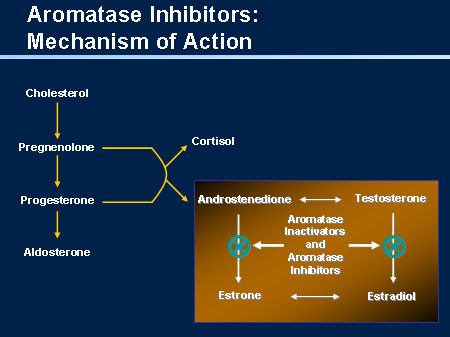 Aromatase Inhibitors:
Mechanism of Action
Cholesterol
Pregnenolone
Cortisol
Progesterone
Androstenedione
Testosterone
Aromatase
Inactivators
and
Aromatase
Inhibitors
Aldosterone
Estrone
Estradiol